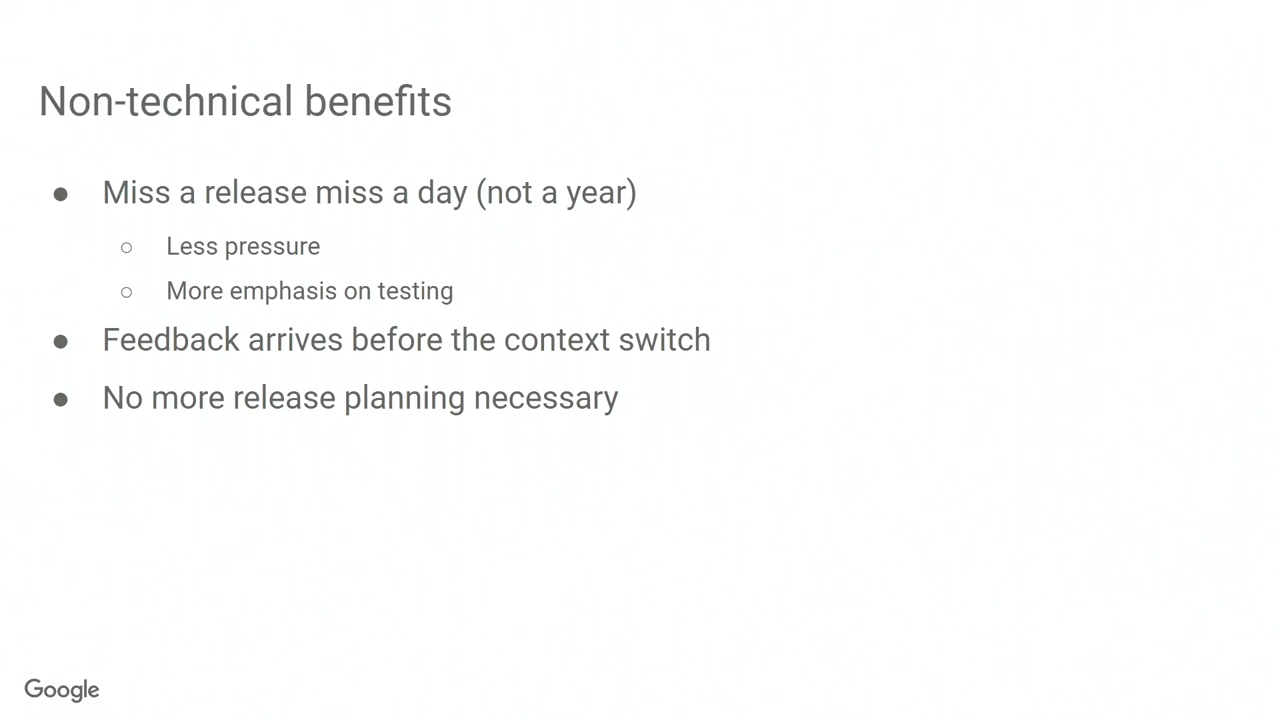 Non-technical benefits
● Miss a release miss a day (not a year)
○ Less pressure
○ More emphasis on testing
● Feedback arrives before the context switch
● No more release planning necessary
Google